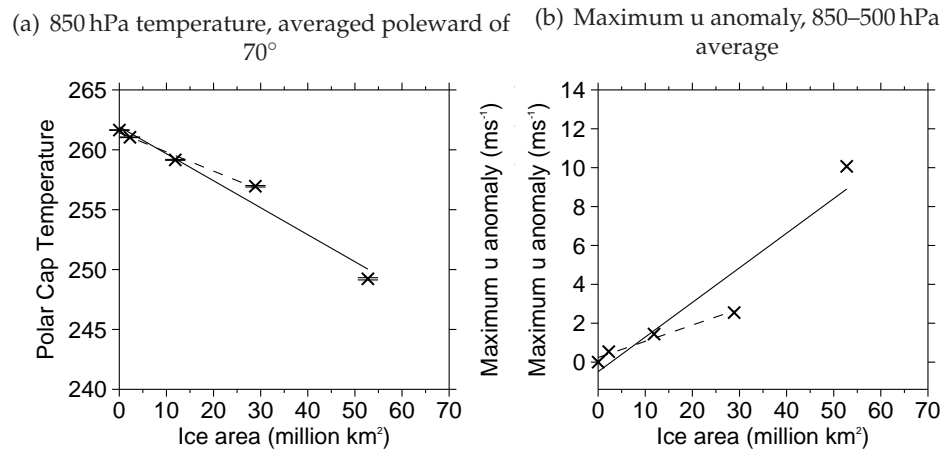 (a) 850 hPa temperature, averaged poleward of
70°
(b) Maximum u anomaly, 850–500 hPa
average
Polar Cap Temperature
265
260
255
250
245
240
0 10 20 30 40 50 60 70
Ice area (million km²)
Maximum u anomaly (ms⁻¹)
Maximum u anomaly (ms⁻¹)
14
12
10
8
6
4
2
0
0 10 20 30 40 50 60 70
Ice area (million km²)